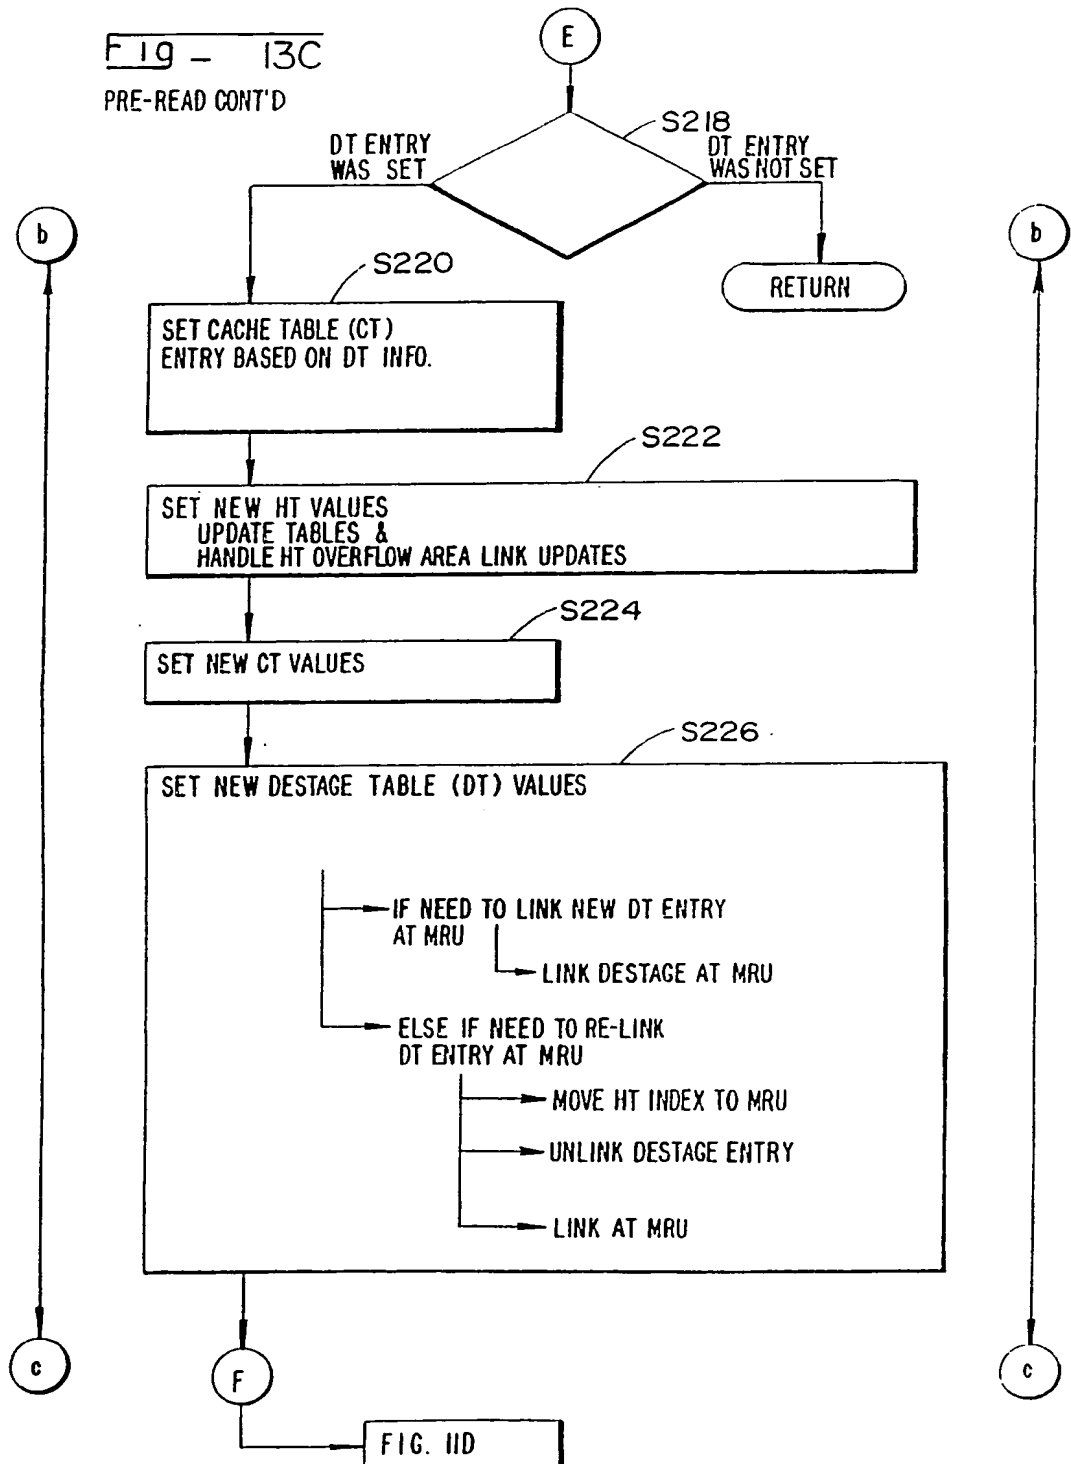 Fig - 13C
E
PRE-READ CONT'D
S218
DT ENTRY
WAS SET
DT ENTRY
WAS NOT SET
b
b
RETURN
S220
SET CACHE TABLE (CT)
ENTRY BASED ON DT INFO.
S222
SET NEW HT VALUES
UPDATE TABLES &
HANDLE HT OVERFLOW AREA LINK UPDATES
S224
SET NEW CT VALUES
S226
SET NEW DESTAGE TABLE (DT) VALUES
IF NEED TO LINK NEW DT ENTRY
AT MRU
LINK DESTAGE AT MRU
ELSE IF NEED TO RE-LINK
DT ENTRY AT MRU
MOVE HT INDEX TO MRU
UNLINK DESTAGE ENTRY
LINK AT MRU
c
F
c
FIG. 11D